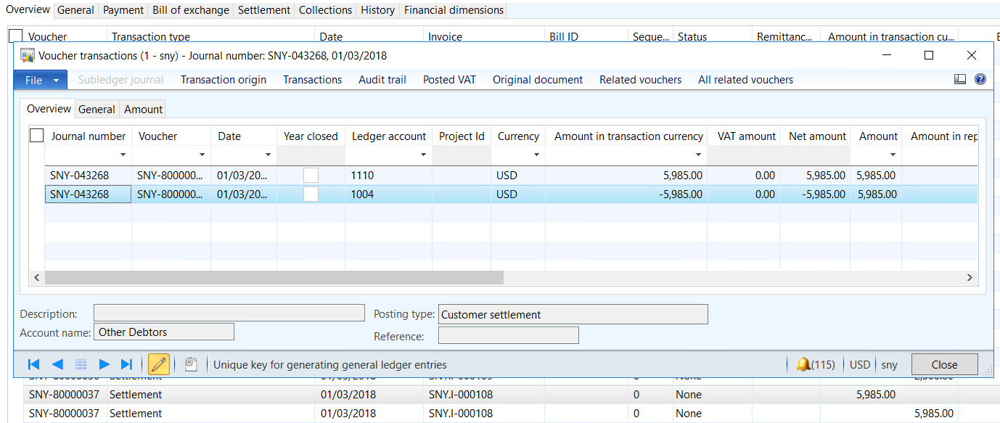 Overview General Payment Bill of exchange Settlement Collections History Financial dimensions
Voucher Transaction type Date Invoice Bill ID Seque... Status Remittanc... Amount in transaction cu...
Voucher transactions (1 - sny) - Journal number: SNY-043268, 01/03/2018
File Subledger journal Transaction origin Transactions Audit trail Posted VAT Original document Related vouchers All related vouchers
Overview General Amount
Journal number Voucher Date Year closed Ledger account Project Id Currency Amount in transaction currency VAT amount Net amount Amount Amount in rep
SNY-043268 SNY-800000... 01/03/20... 1110 USD 5,985.00 0.00 5,985.00 5,985.00
SNY-043268 SNY-800000... 01/03/20... 1004 USD -5,985.00 0.00 -5,985.00 5,985.00
Description: Posting type: Customer settlement
Account name: Other Debtors Reference:
Unique key for generating general ledger entries (115) USD sny Close
SNY-80000037 Settlement 01/03/2018 SNY.I-000108 0 None 5,985.00
SNY-80000037 Settlement 01/03/2018 SNY.I-000108 0 None 5,985.00